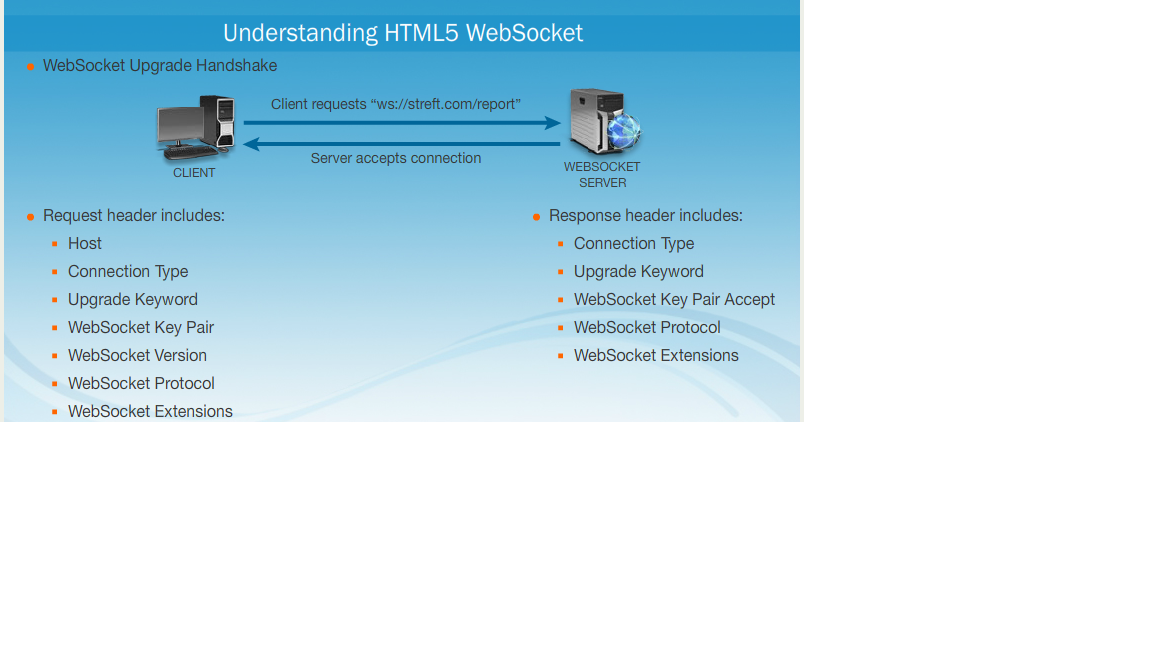 Understanding HTML5 WebSocket
WebSocket Upgrade Handshake
Client requests “ws://streft.com/report”
Server accepts connection
CLIENT
WEBSOCKET
SERVER
Request header includes:
Host
Connection Type
Upgrade Keyword
WebSocket Key Pair
WebSocket Version
WebSocket Protocol
WebSocket Extensions
Response header includes:
Connection Type
Upgrade Keyword
WebSocket Key Pair Accept
WebSocket Protocol
WebSocket Extensions